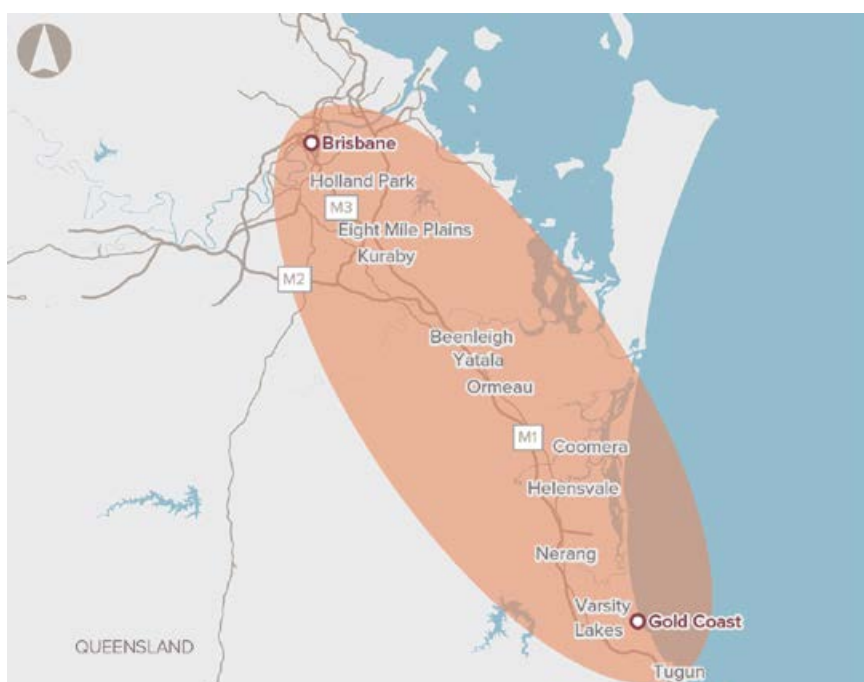 Brisbane
Holland Park
M3
Eight Mile Plains
Kuraby
M2
Beenleigh
Yatala
Ormeau
M1
Coomera
Helensvale
Nerang
Varsity
Lakes
Gold Coast
QUEENSLAND
Tugun